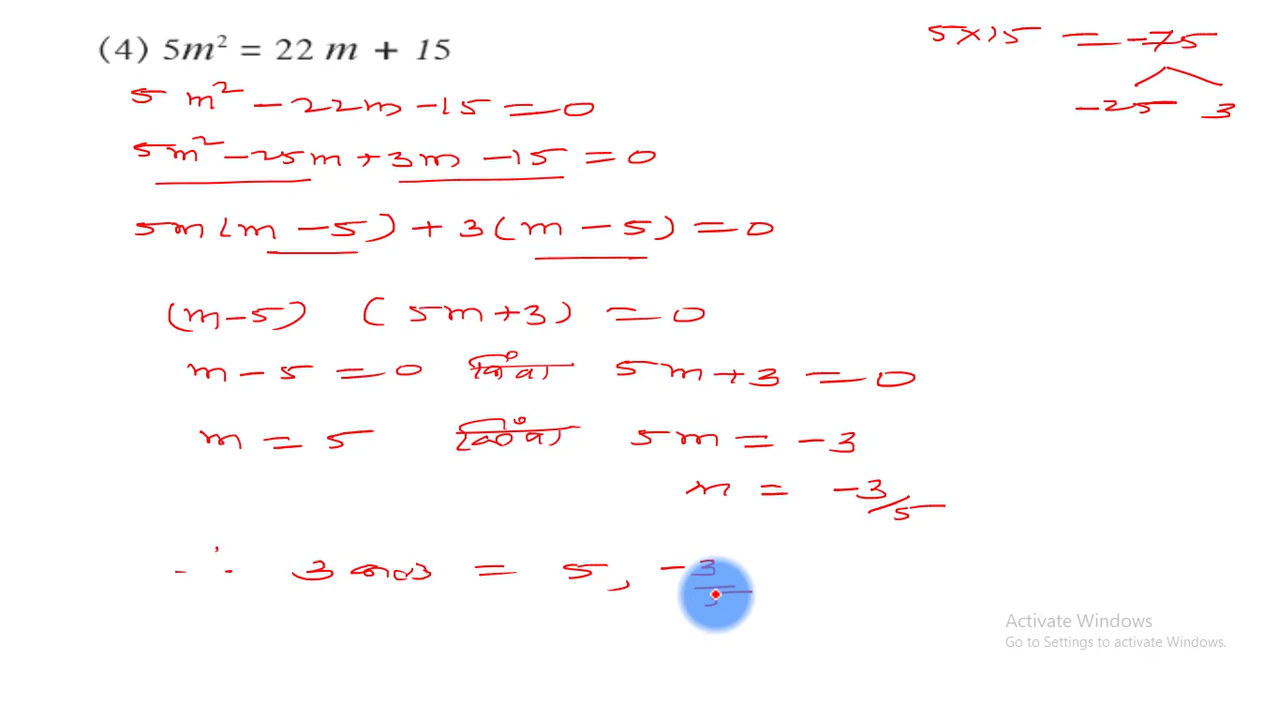 (4) 5m² = 22 m + 15
5×15 = -75
-25 3
5m² - 22m - 15 = 0
5m² - 25m + 3m - 15 = 0
5m(m - 5) + 3(m - 5) = 0
(m - 5) (5m + 3) = 0
m - 5 = 0 किंवा 5m + 3 = 0
m = 5 किंवा 5m = -3
m = -3/5
∴ = 5, -3
Activate Windows
Go to Settings to activate Windows.